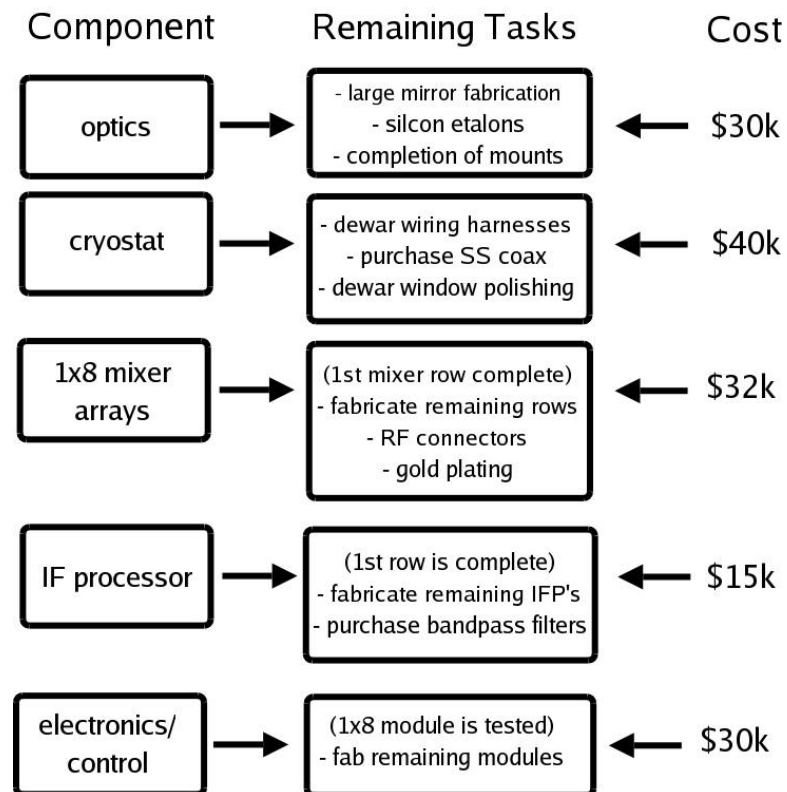 Component Remaining Tasks Cost
optics
- large mirror fabrication
- silcon etalons
- completion of mounts
$30k
cryostat
- dewar wiring harnesses
- purchase SS coax
- dewar window polishing
$40k
1x8 mixer
arrays
(1st mixer row complete)
- fabricate remaining rows
- RF connectors
- gold plating
$32k
IF processor
(1st row is complete)
- fabricate remaining IFP's
- purchase bandpass filters
$15k
electronics/
control
(1x8 module is tested)
- fab remaining modules
$30k